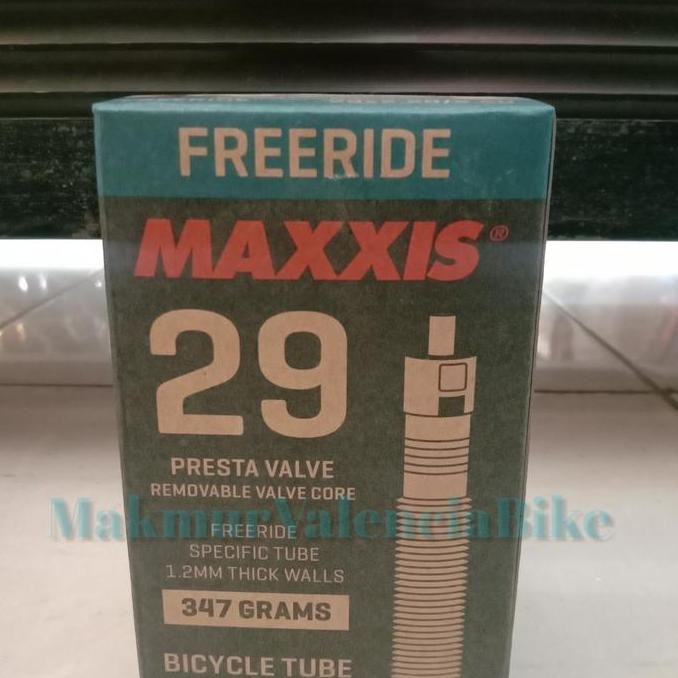 FREERIDE
MAXXIS®
29
PRESTA VALVE
REMOVABLE VALVE CORE
MakmurValenciaBike
FREERIDE
SPECIFIC TUBE
1.2MM THICK WALLS
347 GRAMS
BICYCLE TUBE